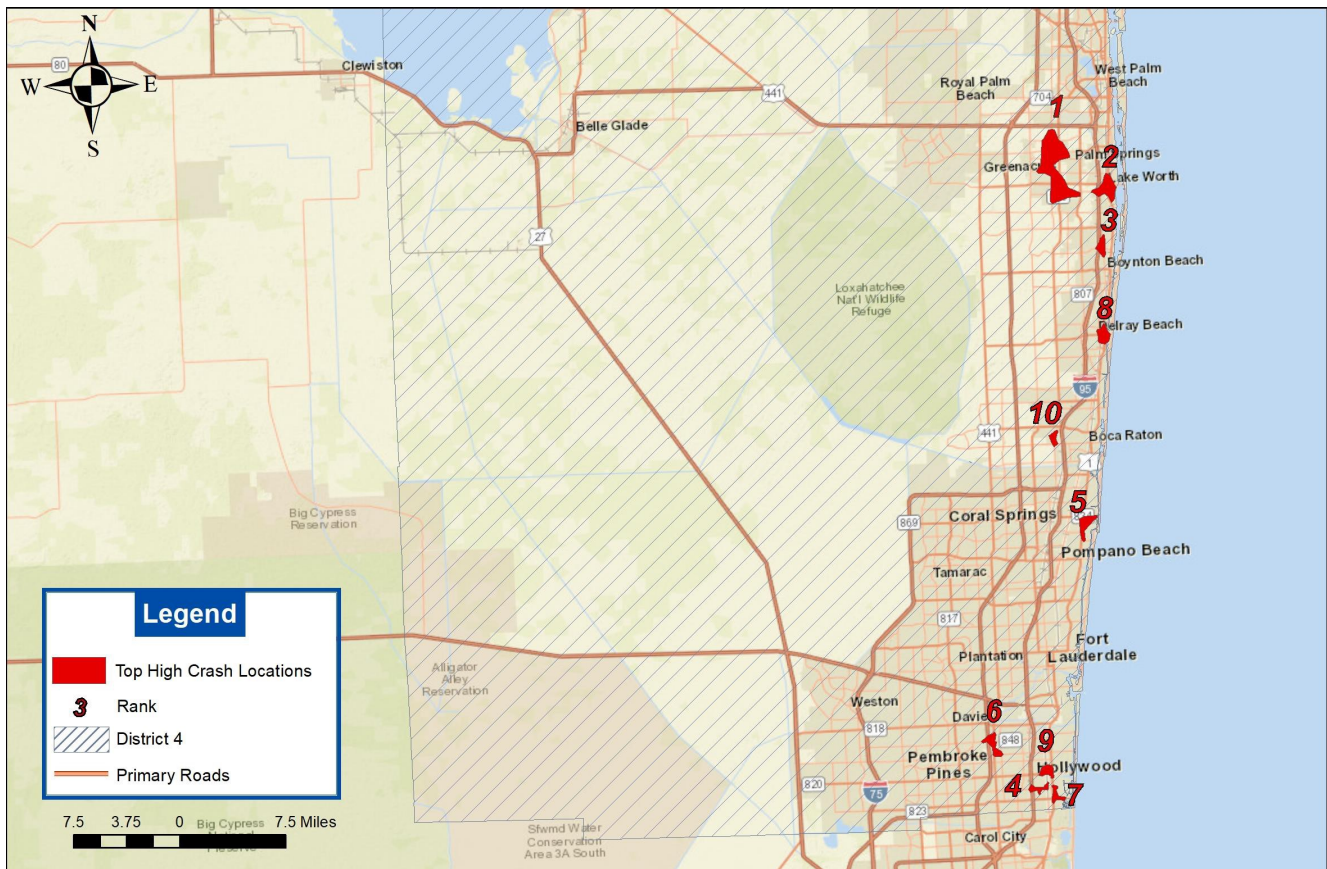 N
W
E
S
80
Clewiston
441
Belle Glade
27
Royal Palm
Beach
704
West Palm
Beach
1
Palm Springs
2
Lake Worth
3
Boynton Beach
807
8
Delray Beach
Loxahatchee
Nat'l Wildlife
Refuge
95
10
441
Boca Raton
1
5
869
Coral Springs
Pompano Beach
Tamarac
817
Fort
Lauderdale
Plantation
Big Cypress
Reservation
Alligator
Alley
Reservation
Weston
818
Davie
6
848
9
Pembroke
Pines
Hollywood
4
7
820
75
823
Carol City
Sfwmd Water
Conservation
Area 3A South
Legend
Top High Crash Locations
3 Rank
District 4
Primary Roads
7.5 3.75 0 7.5 Miles
Big Cypress
Preserve